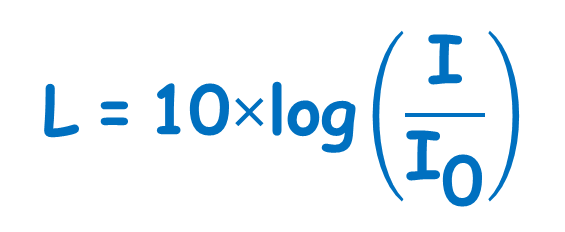 L = 10×log(I/I₀)